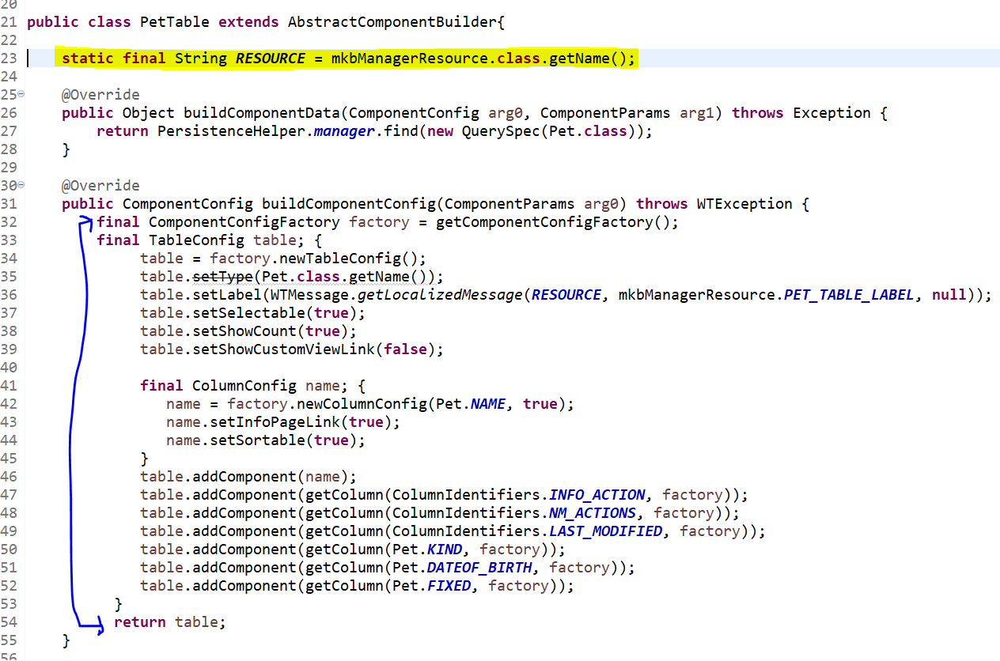 20
21 public class PetTable extends AbstractComponentBuilder{
22
23     static final String RESOURCE = mkbManagerResource.class.getName();
24
25     @Override
26     public Object buildComponentData(ComponentConfig arg0, ComponentParams arg1) throws Exception {
27         return PersistenceHelper.manager.find(new QuerySpec(Pet.class));
28     }
29
30     @Override
31     public ComponentConfig buildComponentConfig(ComponentParams arg0) throws WTException {
32         final ComponentConfigFactory factory = getComponentConfigFactory();
33         final TableConfig table; {
34              table = factory.newTableConfig();
35              table.setType(Pet.class.getName());
36              table.setLabel(WTMessage.getLocalizedMessage(RESOURCE, mkbManagerResource.PET_TABLE_LABEL, null));
37              table.setSelectable(true);
38              table.setShowCount(true);
39              table.setShowCustomViewLink(false);
40
41              final ColumnConfig name; {
42                 name = factory.newColumnConfig(Pet.NAME, true);
43                 name.setInfoPageLink(true);
44                 name.setSortable(true);
45              }
46              table.addComponent(name);
47              table.addComponent(getColumn(ColumnIdentifiers.INFO_ACTION, factory));
48              table.addComponent(getColumn(ColumnIdentifiers.NM_ACTIONS, factory));
49              table.addComponent(getColumn(ColumnIdentifiers.LAST_MODIFIED, factory));
50              table.addComponent(getColumn(Pet.KIND, factory));
51              table.addComponent(getColumn(Pet.DATEOF_BIRTH, factory));
52              table.addComponent(getColumn(Pet.FIXED, factory));
53           }
54           return table;
55     }
56